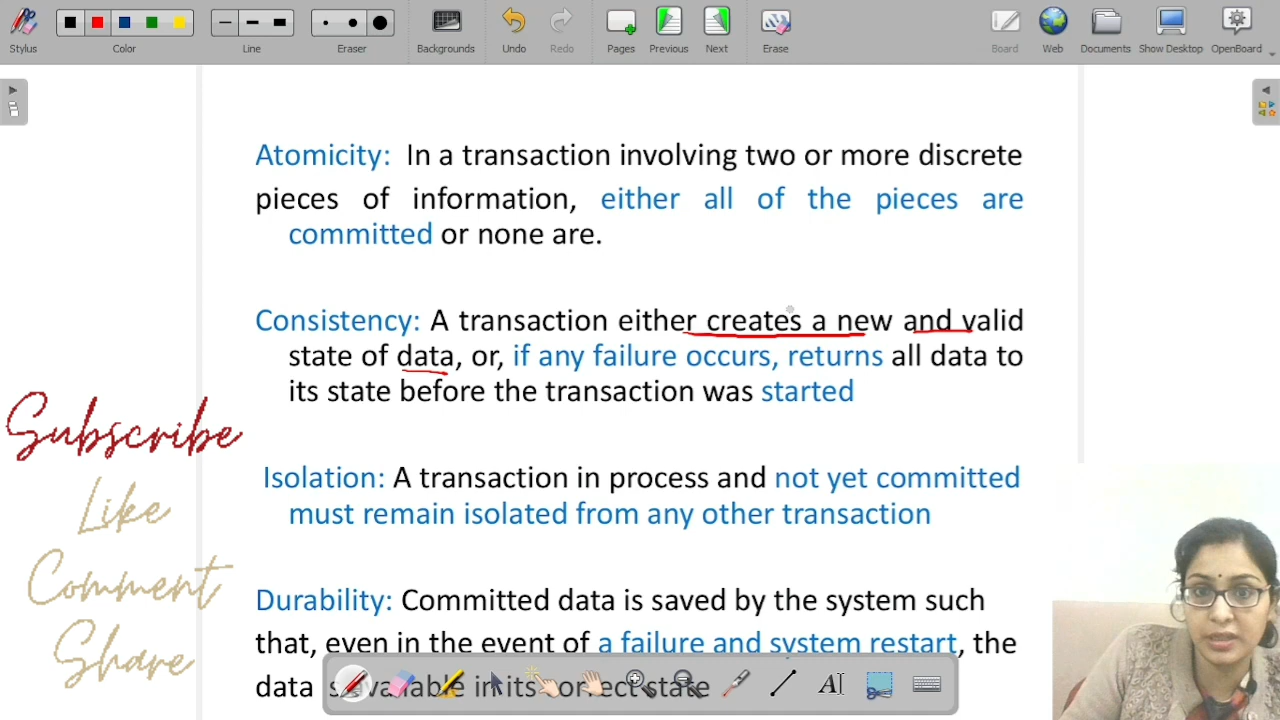 Stylus
Color
Line
Eraser
Backgrounds
Undo
Redo
Pages
Previous
Next
Erase
Board
Web
Documents
Show Desktop
OpenBoard
Atomicity: In a transaction involving two or more discrete
pieces of information, either all of the pieces are
committed or none are.
Consistency: A transaction either creates a new and valid
state of data, or, if any failure occurs, returns all data to
its state before the transaction was started
Isolation: A transaction in process and not yet committed
must remain isolated from any other transaction
Durability: Committed data is saved by the system such
that, even in the event of a failure and system restart, the
data in its correct state
Subscribe
Like
Comment
Share